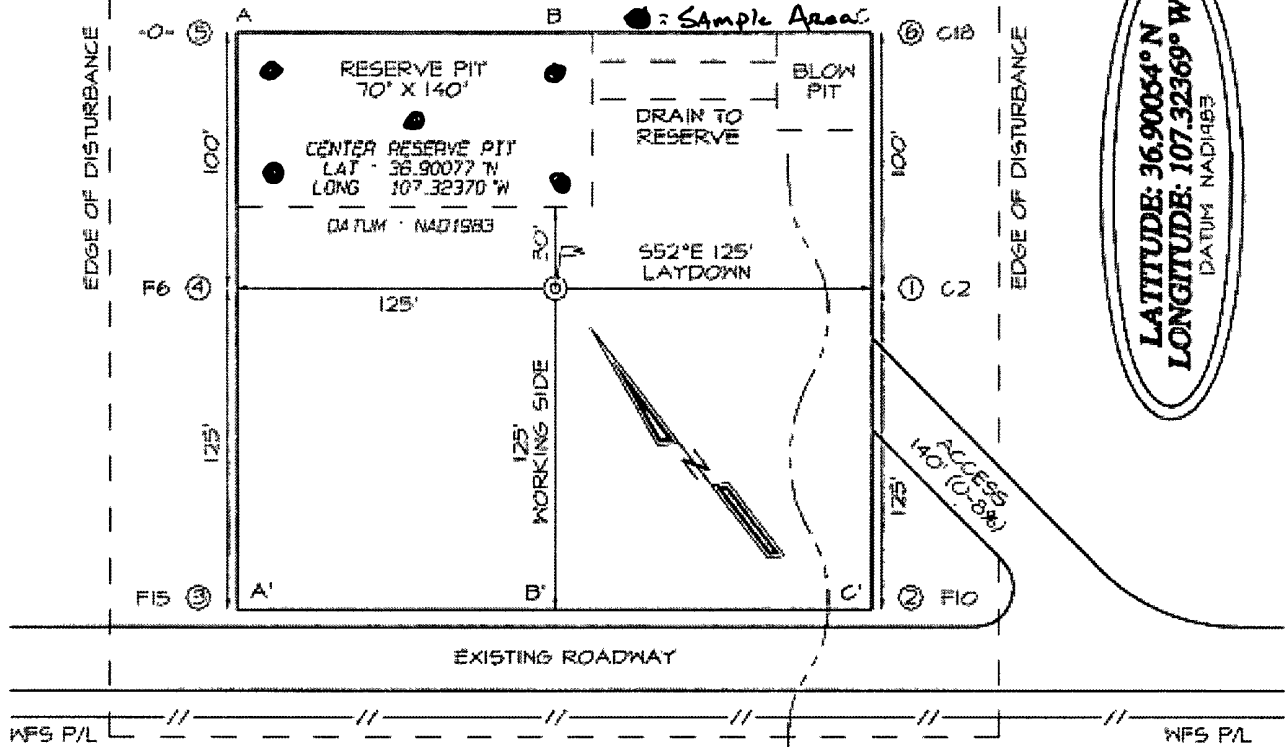 A
B
● = SAmple Areas
-0- ⑤
⑥ C18
EDGE OF DISTURBANCE
EDGE OF DISTURBANCE
RESERVE PIT
70' X 140'
BLOW
PIT
DRAIN TO
RESERVE
CENTER RESERVE PIT
LAT - 36.90077 °N
LONG 107.32370 °W
DATUM - NAD1983
100'
100'
LATITUDE: 36.90054° N
LONGITUDE: 107.32369° W
DATUM NAD1983
30'
S52°E 125'
LAYDOWN
F6 ④
① C2
125'
125'
125'
WORKING SIDE
N
125'
ACCESS
140' (0-8%)
F15 ③
A'
B'
C'
② F10
EXISTING ROADWAY
WFS P/L
WFS P/L